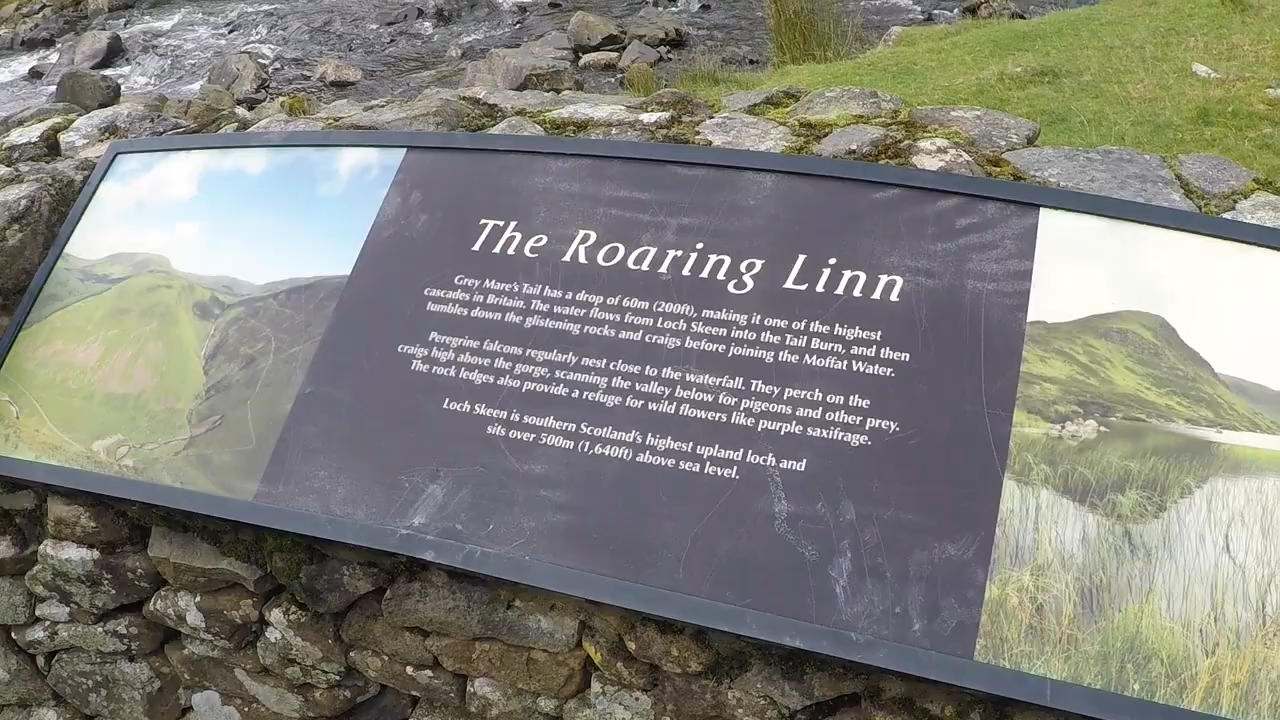 The Roaring Linn
Grey Mare's Tail has a drop of 60m (200ft), making it one of the highest
cascades in Britain. The water flows from Loch Skeen into the Tail Burn, and then
tumbles down the glistening rocks and craigs before joining the Moffat Water.
Peregrine falcons regularly nest close to the waterfall. They perch on the
craigs high above the gorge, scanning the valley below for pigeons and other prey.
The rock ledges also provide a refuge for wild flowers like purple saxifrage.
Loch Skeen is southern Scotland's highest upland loch and
sits over 500m (1,640ft) above sea level.